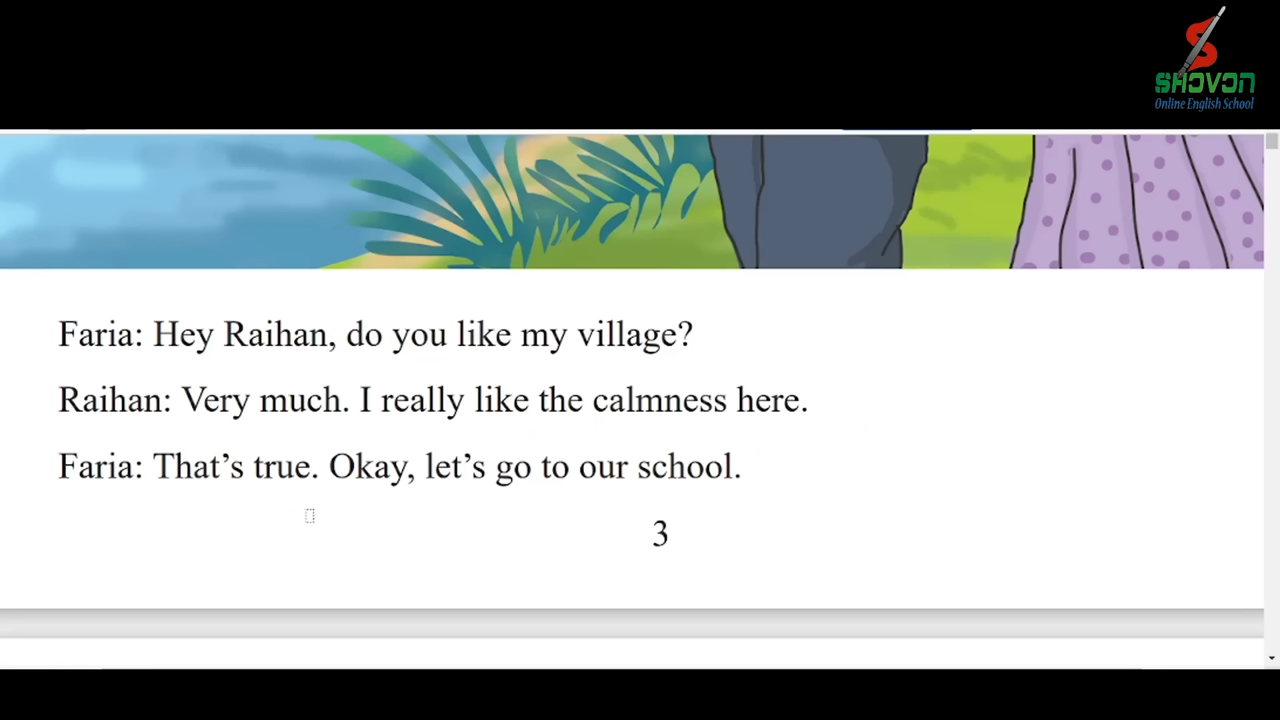 SHOVON
Online English School
Faria: Hey Raihan, do you like my village?
Raihan: Very much. I really like the calmness here.
Faria: That’s true. Okay, let’s go to our school.
3